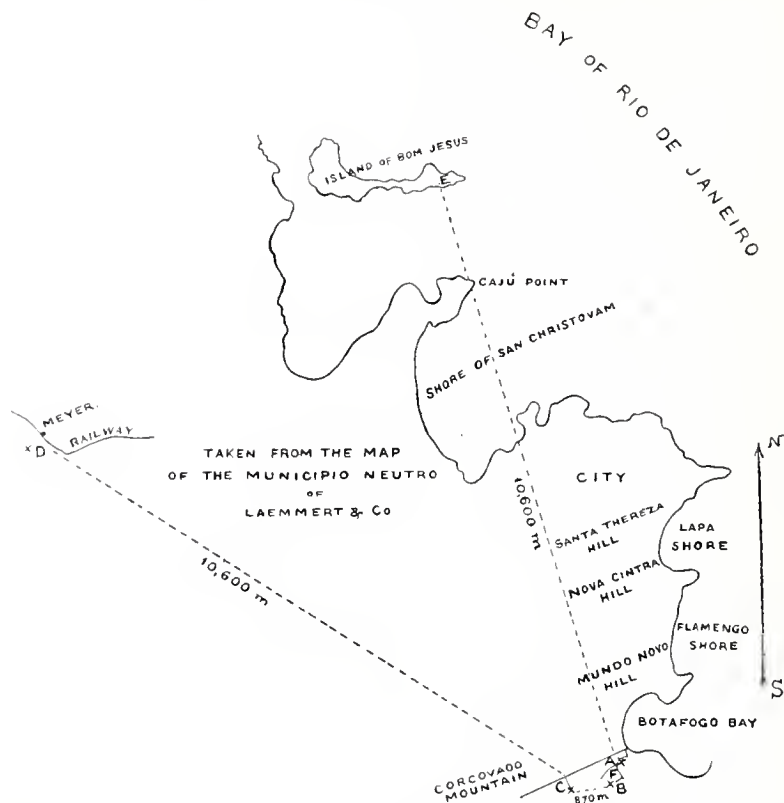 BAY OF RIO DE JANEIRO
ISLAND OF BOM JESUS
E
CAJÚ POINT
SHORE OF SAN CHRISTOVAM
MEYER.
RAILWAY
×D
TAKEN FROM THE MAP
OF THE MUNICIPIO NEUTRO
OF
LAEMMERT & Co
N
CITY
10,600 m
SANTA THEREZA
HILL
LAPA
SHORE
NOVA CINTRA
HILL
10,600 m
FLAMENGO
SHORE
MUNDO NOVO
HILL
S
BOTAFOGO BAY
CORCOVADO
MOUNTAIN
A
F
C
B
870 m